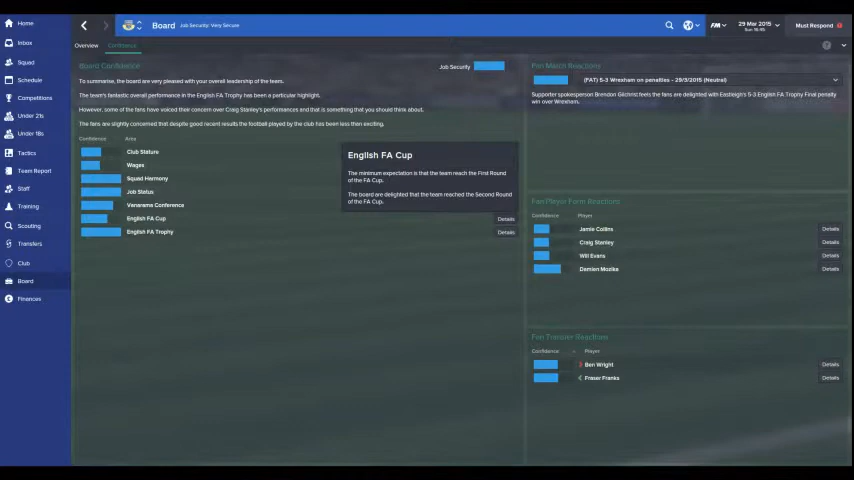 Home
Board
Job Security: Very Secure
FM
29 Mar 2015
Sun 16:45
Must Respond
Inbox
Squad
Schedule
Competitions
Under 21s
Under 18s
Tactics
Team Report
Staff
Training
Scouting
Transfers
Club
Board
Finances
Overview
Confidence
Board Confidence
Job Security
To summarise, the board are very pleased with your overall leadership of the team.
The team's fantastic overall performance in the English FA Trophy has been a particular highlight.
However, some of the fans have voiced their concern over Craig Stanley's performances and that is something that you should think about.
The fans are slightly concerned that despite good recent results the football played by the club has been less than exciting.
Confidence Area
Club Stature
Wages
Squad Harmony
Job Status
Vanarama Conference
English FA Cup Details
English FA Trophy Details
English FA Cup
The minimum expectation is that the team reach the First Round
of the FA Cup.
The board are delighted that the team reached the Second Round
of the FA Cup.
Fan Match Reactions
(FAT) 5-3 Wrexham on penalties - 29/3/2015 (Neutral)
Supporter spokesperson Brendon Gilchrist feels the fans are delighted with Eastleigh's 5-3 English FA Trophy Final penalty
win over Wrexham.
Fan Player Form Reactions
Confidence Player
Jamie Collins Details
Craig Stanley Details
Will Evans Details
Damien Mozika Details
Fan Transfer Reactions
Confidence Player
Ben Wright Details
Fraser Franks Details